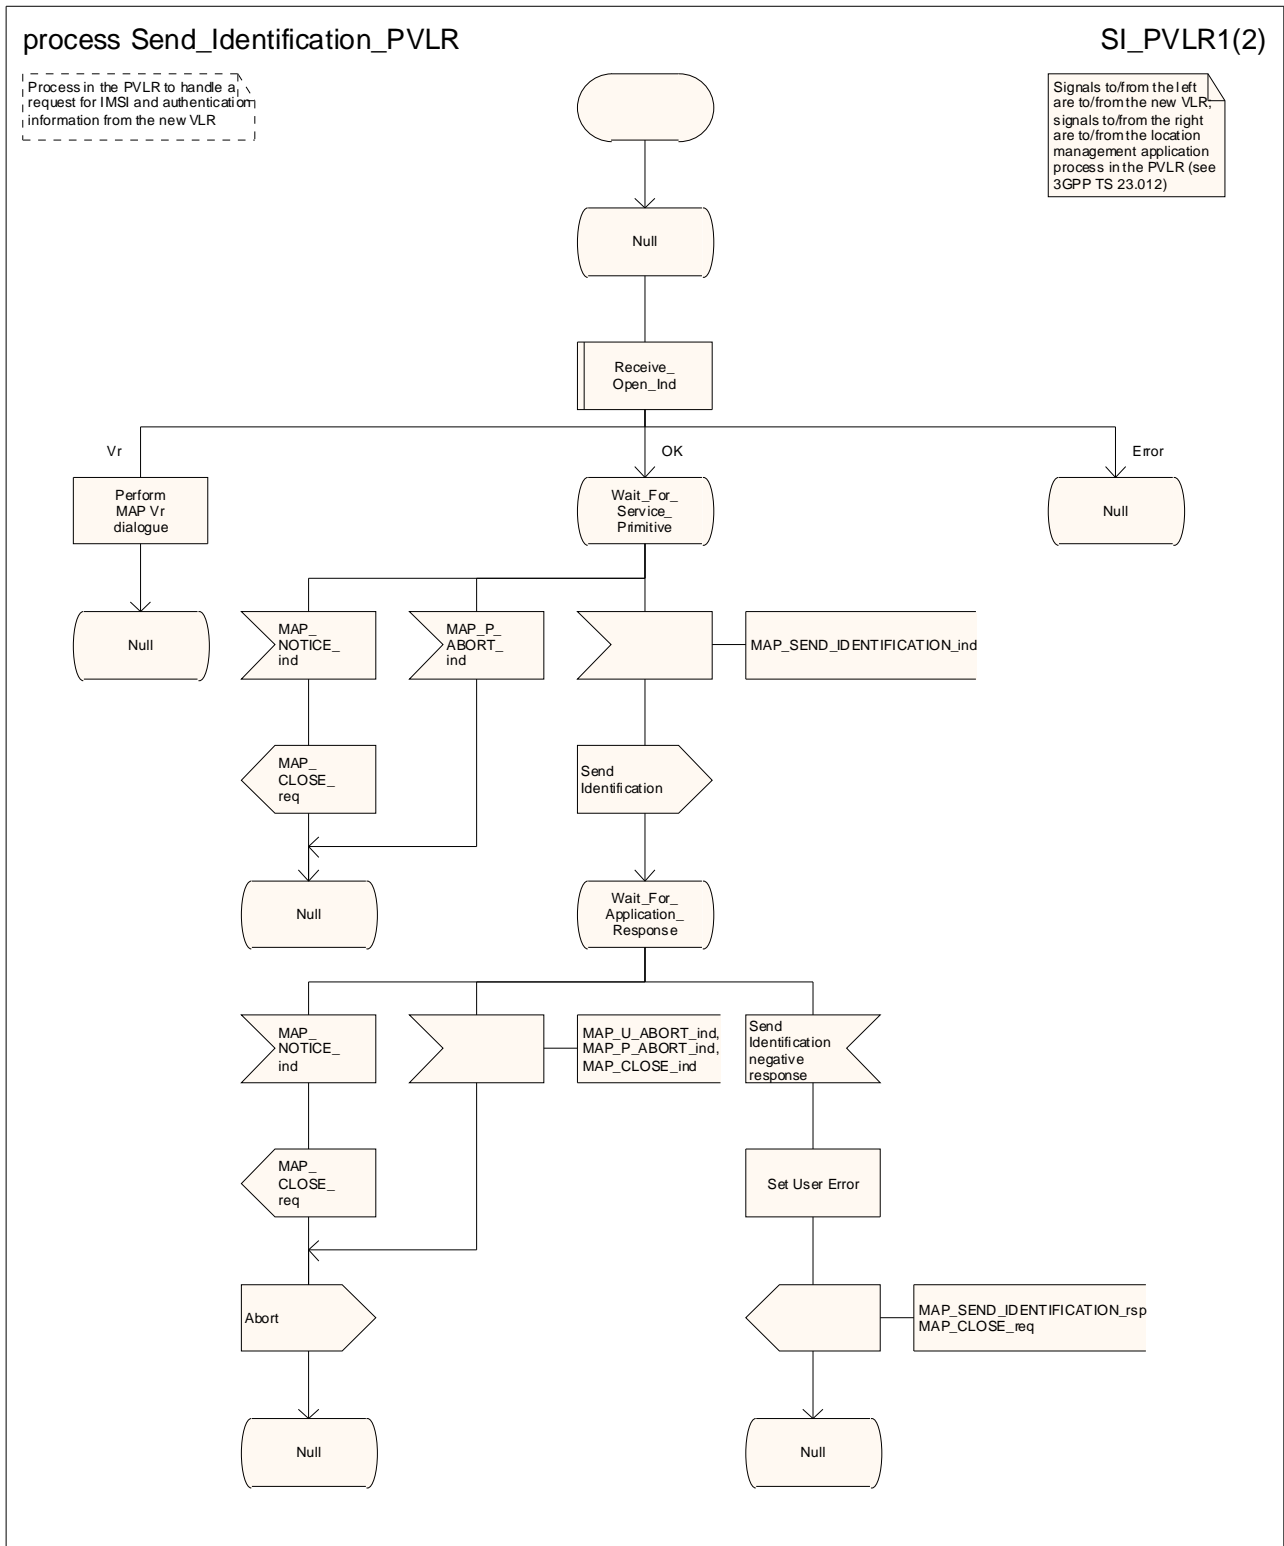 process Send_Identification_PVLR
SI_PVLR1(2)
Process in the PVLR to handle a
request for IMSI and authentication
information from the new VLR
Signals to/from the left
are to/from the new VLR;
signals to/from the right
are to/from the location
management application
process in the PVLR (see
3GPP TS 23.012)
Null
Receive_
Open_Ind
Vr
OK
Error
Perform
MAP Vr
dialogue
Wait_For_
Service_
Primitive
Null
Null
MAP_
NOTICE_
ind
MAP_P_
ABORT_
ind
MAP_SEND_IDENTIFICATION_ind
MAP_
CLOSE_
req
Send
Identification
Null
Wait_For_
Application_
Response
MAP_
NOTICE_
ind
MAP_U_ABORT_ind,
MAP_P_ABORT_ind,
MAP_CLOSE_ind
Send
Identification
negative
response
MAP_
CLOSE_
req
Set User Error
Abort
MAP_SEND_IDENTIFICATION_rsp
MAP_CLOSE_req
Null
Null